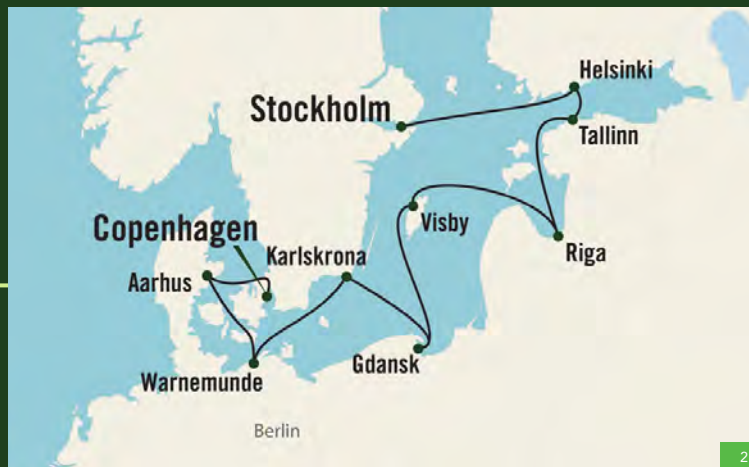 Helsinki
Stockholm
Tallinn
Visby
Copenhagen
Karlskrona
Riga
Aarhus
Gdansk
Warnemunde
Berlin
2